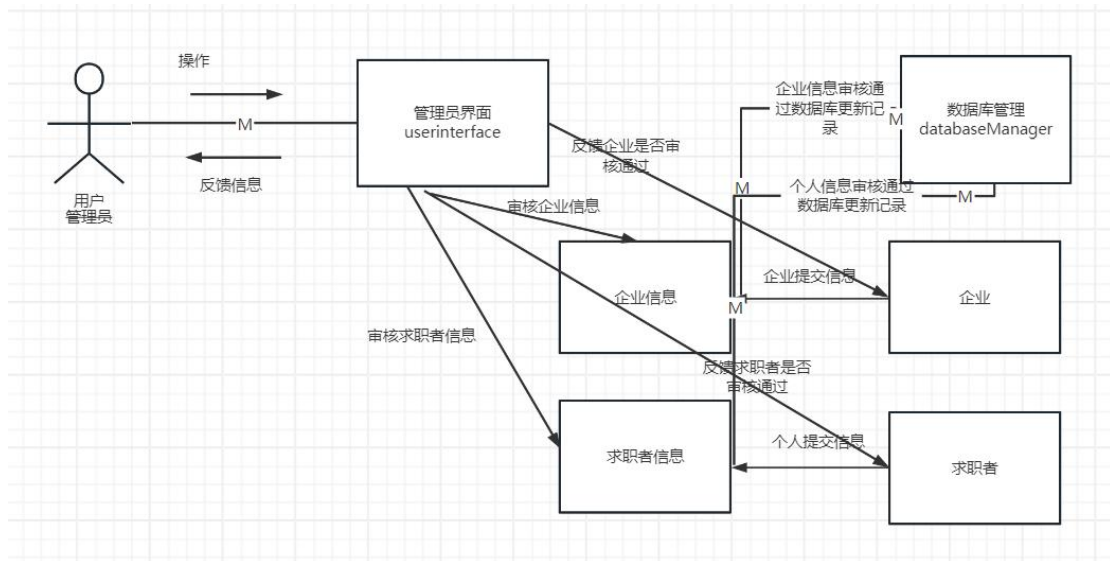 操作
M
反馈信息
用户
管理员
管理员界面
userinterface
反馈企业是否审
核通过
企业信息审核通
过数据库更新记
录
M
数据库管理
databaseManager
M
个人信息审核通过
数据库更新记录
M
审核企业信息
企业信息
企业提交信息
M
企业
审核求职者信息
反馈求职者是否
审核通过
求职者信息
个人提交信息
求职者